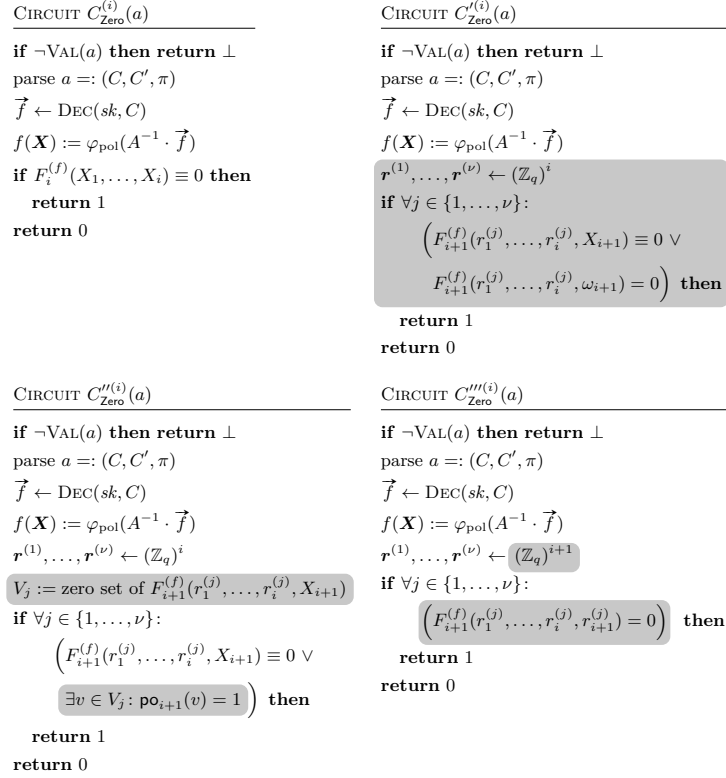 CIRCUIT C_Zero^(i)(a)
if ¬VAL(a) then return ⊥
parse a =: (C, C′, π)
f⃗ ← DEC(sk, C)
f(X) := φ_pol(A^−1 · f⃗)
if F_i^(f)(X_1, . . . , X_i) ≡ 0 then
return 1
return 0
CIRCUIT C′_Zero^(i)(a)
if ¬VAL(a) then return ⊥
parse a =: (C, C′, π)
f⃗ ← DEC(sk, C)
f(X) := φ_pol(A^−1 · f⃗)
r^(1), . . . , r^(ν) ← (ℤ_q)^i
if ∀j ∈ {1, . . . , ν}:
(F_{i+1}^(f)(r_1^(j), . . . , r_i^(j), X_{i+1}) ≡ 0 ∨
F_{i+1}^(f)(r_1^(j), . . . , r_i^(j), ω_{i+1}) = 0) then
return 1
return 0
CIRCUIT C″_Zero^(i)(a)
if ¬VAL(a) then return ⊥
parse a =: (C, C′, π)
f⃗ ← DEC(sk, C)
f(X) := φ_pol(A^−1 · f⃗)
r^(1), . . . , r^(ν) ← (ℤ_q)^i
V_j := zero set of F_{i+1}^(f)(r_1^(j), . . . , r_i^(j), X_{i+1})
if ∀j ∈ {1, . . . , ν}:
(F_{i+1}^(f)(r_1^(j), . . . , r_i^(j), X_{i+1}) ≡ 0 ∨
∃v ∈ V_j : po_{i+1}(v) = 1) then
return 1
return 0
CIRCUIT C‴_Zero^(i)(a)
if ¬VAL(a) then return ⊥
parse a =: (C, C′, π)
f⃗ ← DEC(sk, C)
f(X) := φ_pol(A^−1 · f⃗)
r^(1), . . . , r^(ν) ← (ℤ_q)^{i+1}
if ∀j ∈ {1, . . . , ν}:
(F_{i+1}^(f)(r_1^(j), . . . , r_i^(j), r_{i+1}^(j)) = 0) then
return 1
return 0